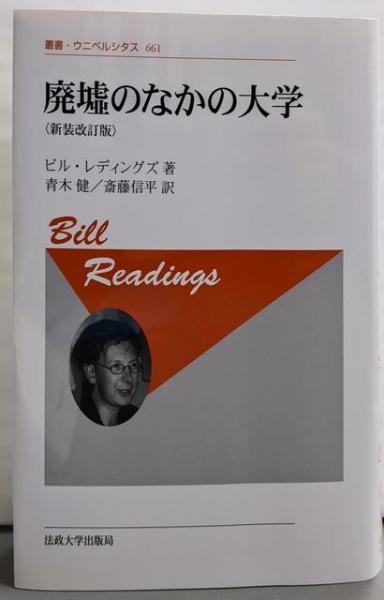 叢書・ウニベルシタス 661
廃墟のなかの大学
〈新装改訂版〉
ビル・レディングズ 著
青木 健／斎藤信平 訳
Bill
Readings
法政大学出版局